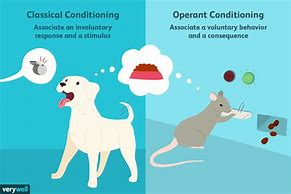 Classical Conditioning
Associate an involuntary
response and a stimulus
Operant Conditioning
Associate a voluntary behavior
and a consequence
verywell